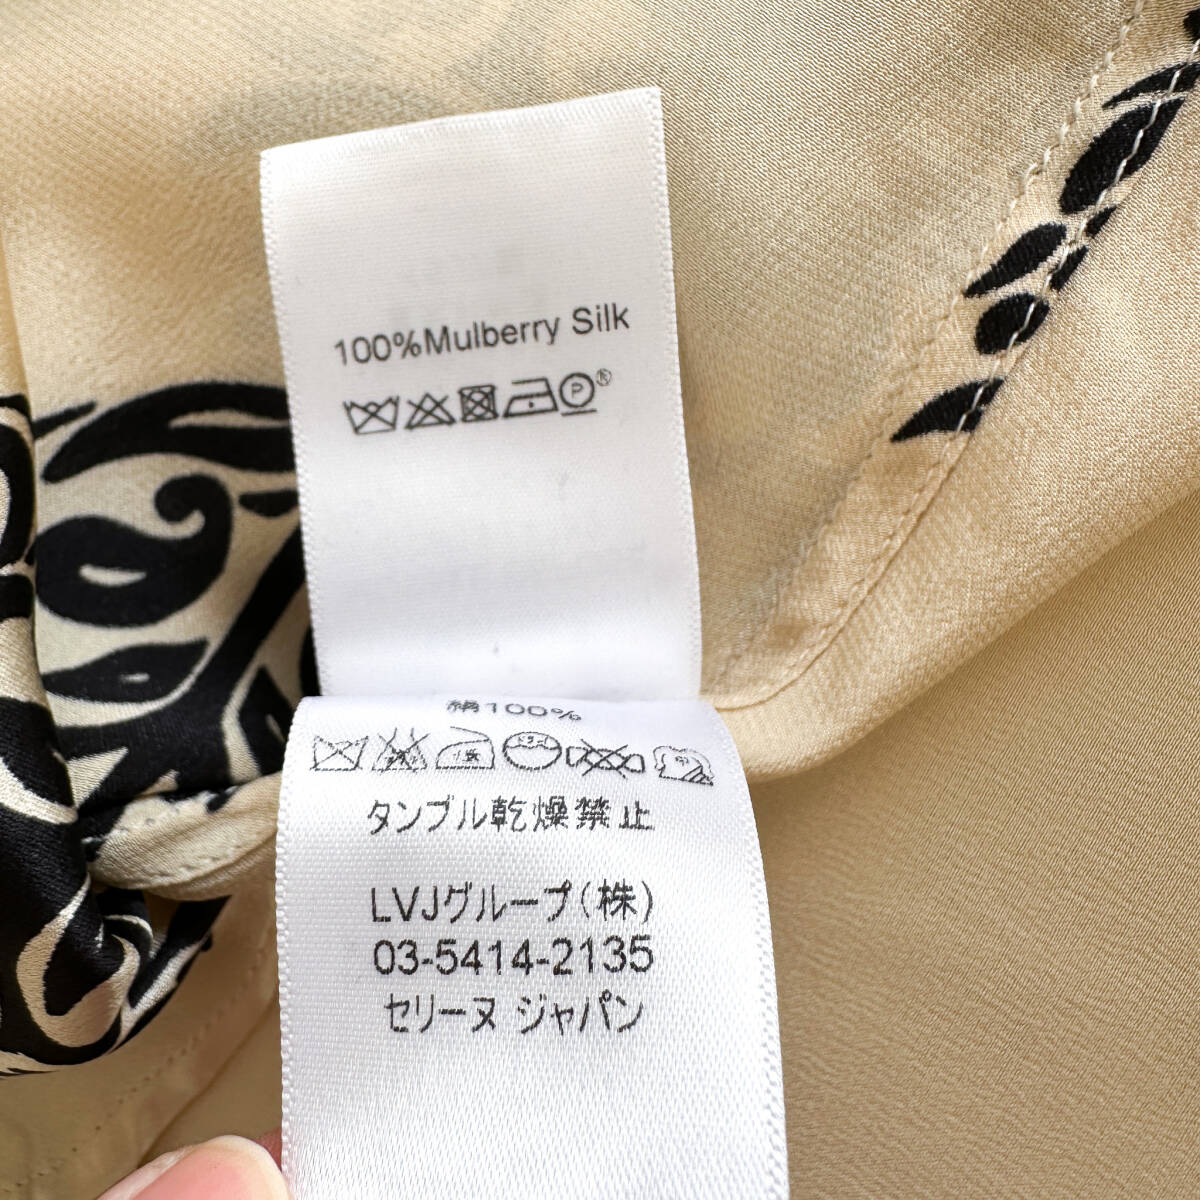 100%Mulberry Silk
P ®
絹100%
タンブル乾燥禁止
LVJグループ(株)
03-5414-2135
セリーヌ ジャパン